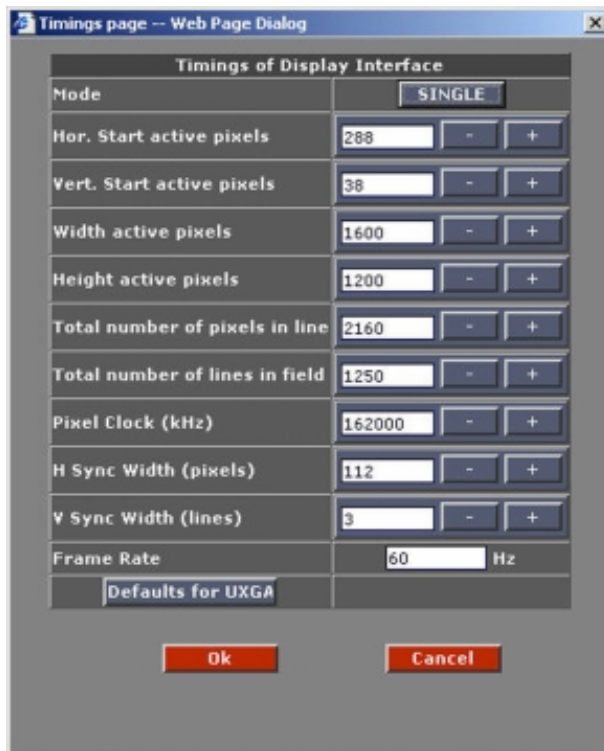 Timings page -- Web Page Dialog
Timings of Display Interface
Mode SINGLE
Hor. Start active pixels 288 - +
Vert. Start active pixels 38 - +
Width active pixels 1600 - +
Height active pixels 1200 - +
Total number of pixels in line 2160 - +
Total number of lines in field 1250 - +
Pixel Clock (kHz) 162000 - +
H Sync Width (pixels) 112 - +
V Sync Width (lines) 3 - +
Frame Rate 60 Hz
Defaults for UXGA
Ok Cancel